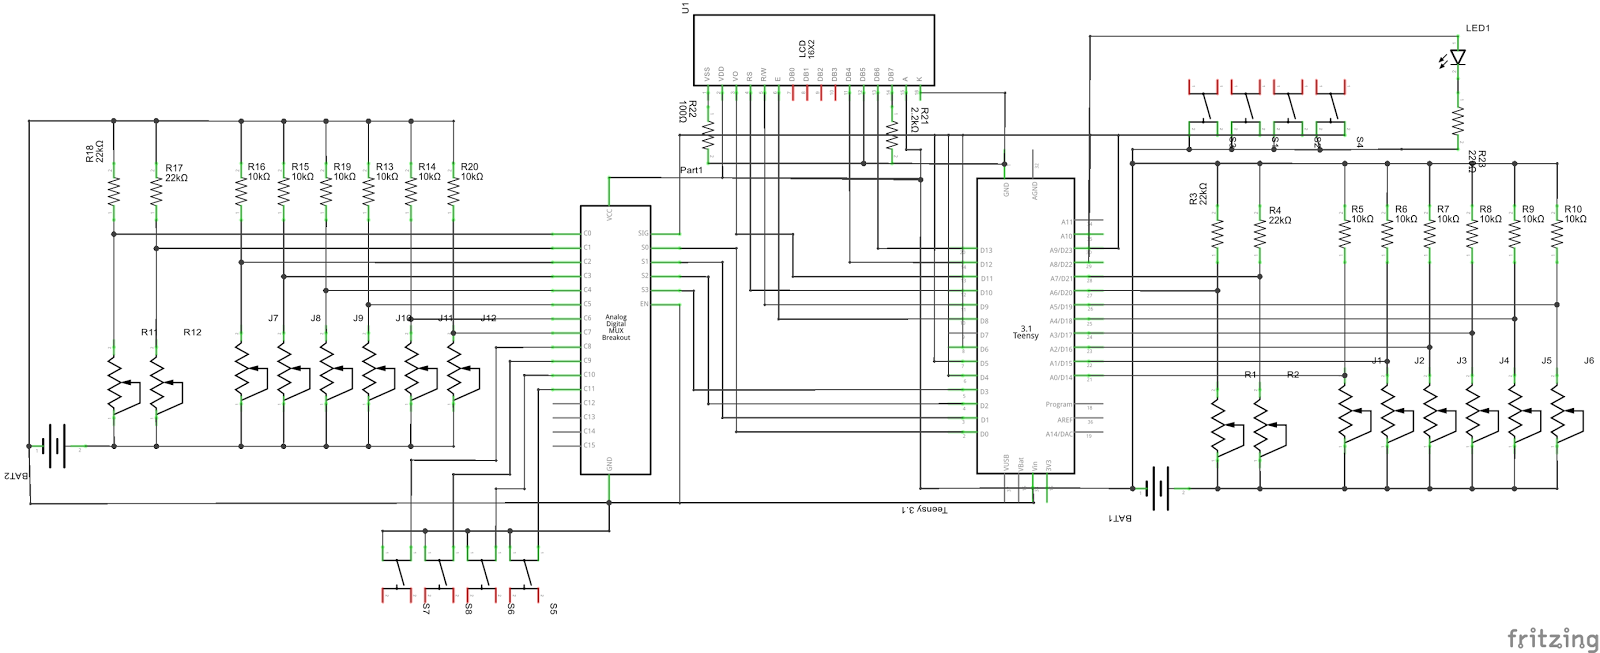 U1
LCD
16X2
VSS
VDD
VO
RS
R/W
E
DB0
DB1
DB2
DB3
DB4
DB5
DB6
DB7
A
K
LED1
R22
100Ω
R21
2.2kΩ
R23
S3
S1
S2
S4
R18
22kΩ
R17
22kΩ
R16
10kΩ
R15
10kΩ
R19
10kΩ
R13
10kΩ
R14
10kΩ
R20
10kΩ
Part1
VCC
C0
C1
C2
C3
C4
C5
C6
C7
C8
C9
C10
C11
C12
C13
C14
C15
SIG
S0
S1
S2
S3
EN
Analog
Digital
MUX
Breakout
GND
GND
AGND
D13
D12
D11
D10
D9
D8
D7
D6
D5
D4
D3
D2
D1
D0
3.1
Teensy
A11
A10
A9/D23
A8/D22
A7/D21
A6/D20
A5/D19
A4/D18
A3/D17
A2/D16
A1/D15
A0/D14
Program
AREF
A14/DAC
VUSB
VBat
Vin
3V3
Teensy 3.1
R3
22kΩ
R4
22kΩ
R5
10kΩ
R6
10kΩ
R7
10kΩ
R8
10kΩ
R9
10kΩ
R10
10kΩ
R11
R12
J7
J8
J9
J10
J11
J12
R1
R2
J1
J2
J3
J4
J5
J6
BAT2
BAT1
S7
S8
S6
S5
fritzing